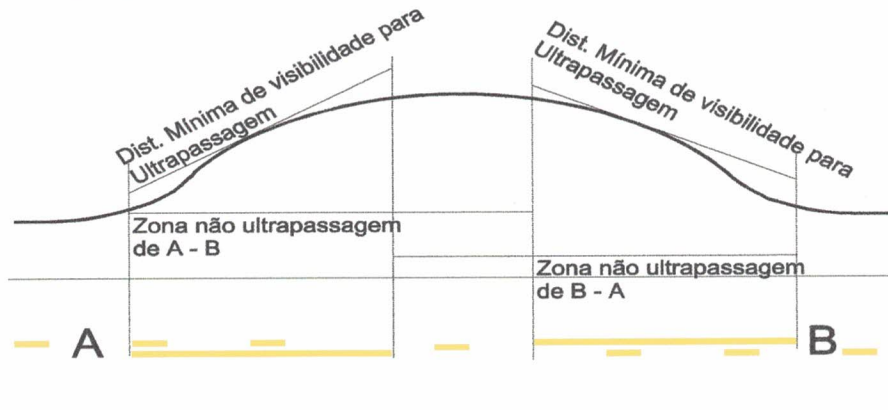 Dist. Mínima de visibilidade para
Ultrapassagem
Dist. Mínima de visibilidade para
Ultrapassagem
Zona não ultrapassagem
de A - B
Zona não ultrapassagem
de B - A
A
B